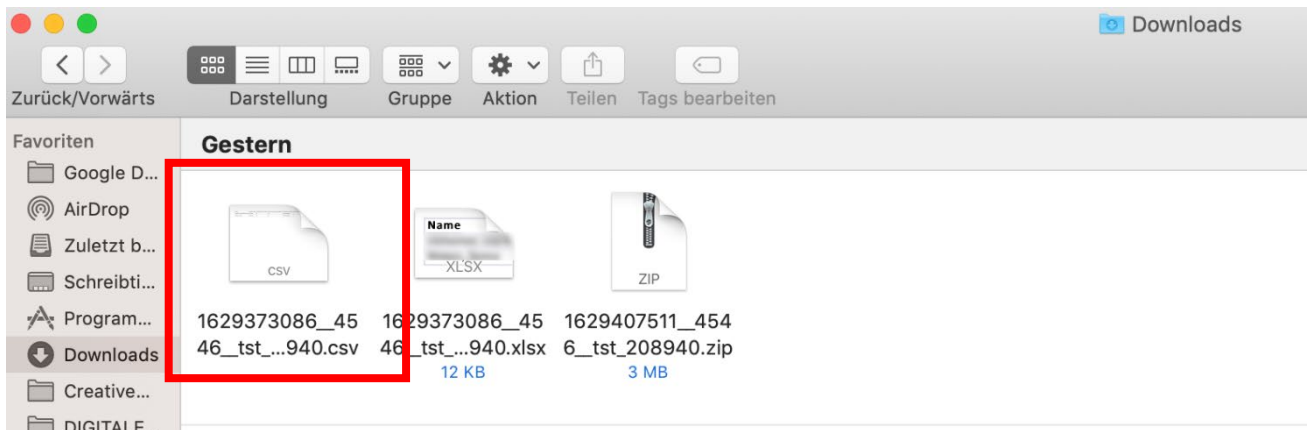 Downloads
Zurück/Vorwärts
Darstellung
Gruppe
Aktion
Teilen
Tags bearbeiten
Favoriten
Google D...
AirDrop
Zuletzt b...
Schreibti...
Program...
Downloads
Creative...
DIGITALE
Gestern
CSV
1629373086__45
46__tst_...940.csv
Name
XLSX
1629373086__45
46__tst_...940.xlsx
12 KB
ZIP
1629407511__454
6__tst_208940.zip
3 MB